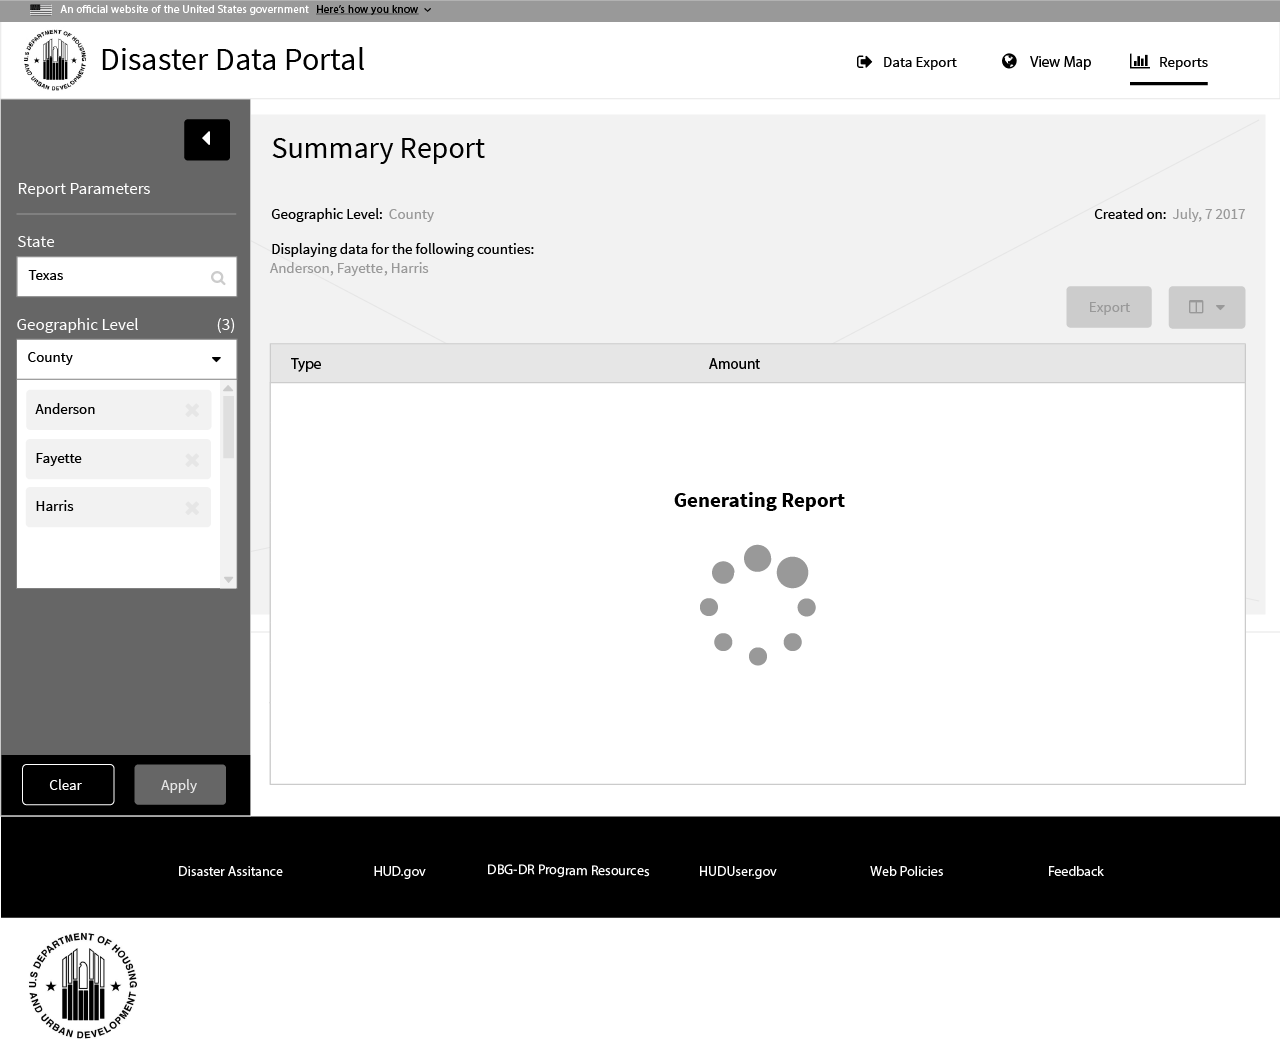 An official website of the United States government Here's how you know
U.S DEPARTMENT OF HOUSING AND URBAN DEVELOPMENT
Disaster Data Portal
Data Export
View Map
Reports
Report Parameters
State
Texas
Geographic Level (3)
County
Anderson
Fayette
Harris
Clear
Apply
Summary Report
Geographic Level: County
Created on: July, 7 2017
Displaying data for the following counties:
Anderson, Fayette, Harris
Export
Type
Amount
Generating Report
Disaster Assitance
HUD.gov
DBG-DR Program Resources
HUDUser.gov
Web Policies
Feedback
U.S DEPARTMENT OF HOUSING AND URBAN DEVELOPMENT